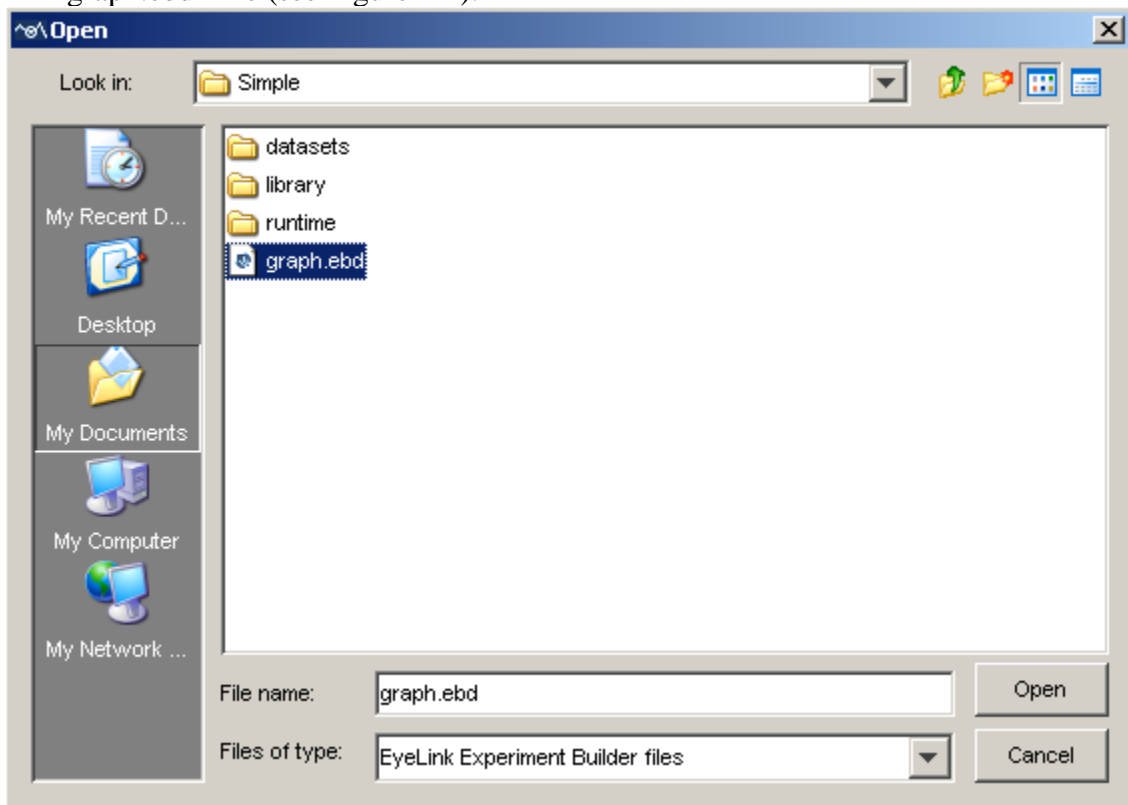 Open
Look in:
Simple
datasets
library
runtime
graph.ebd
My Recent D...
Desktop
My Documents
My Computer
My Network ...
File name:
graph.ebd
Open
Files of type:
EyeLink Experiment Builder files
Cancel